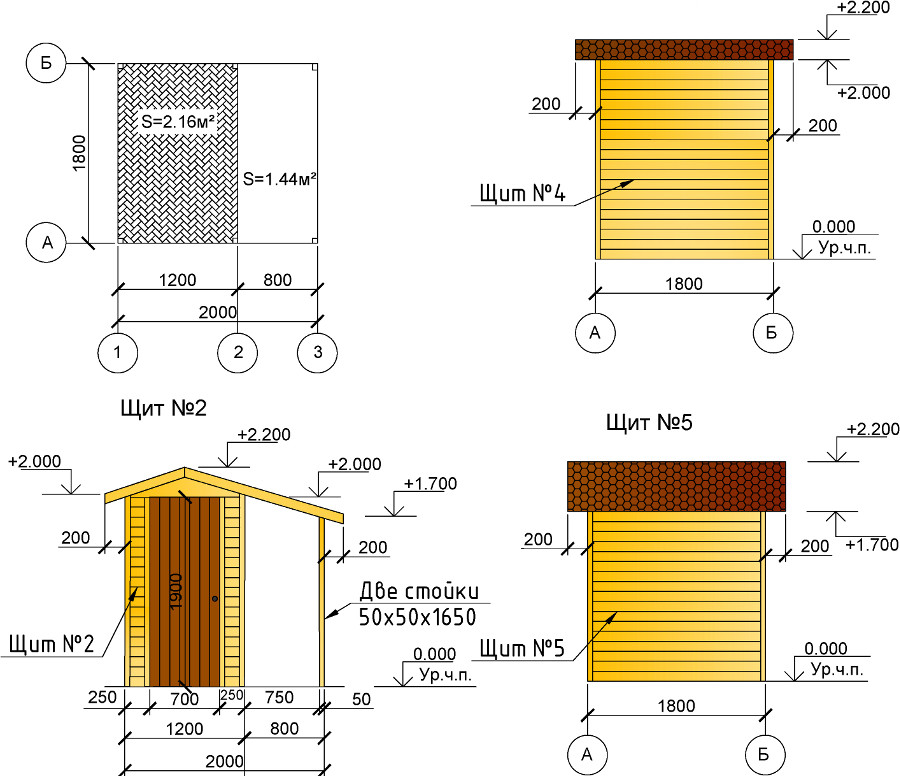 Б
1800
А
S=2.16м²
S=1.44м²
1200
800
2000
1
2
3
+2.200
+2.000
200
200
Щит №4
0.000
Ур.ч.п.
1800
А
Б
Щит №2
+2.200
+2.000
+2.000
+1.700
200
200
1900
Две стойки
50х50х1650
Щит №2
0.000
Ур.ч.п.
250
700
250
750
50
1200
800
2000
Щит №5
+2.200
+1.700
200
200
Щит №5
0.000
Ур.ч.п.
1800
А
Б